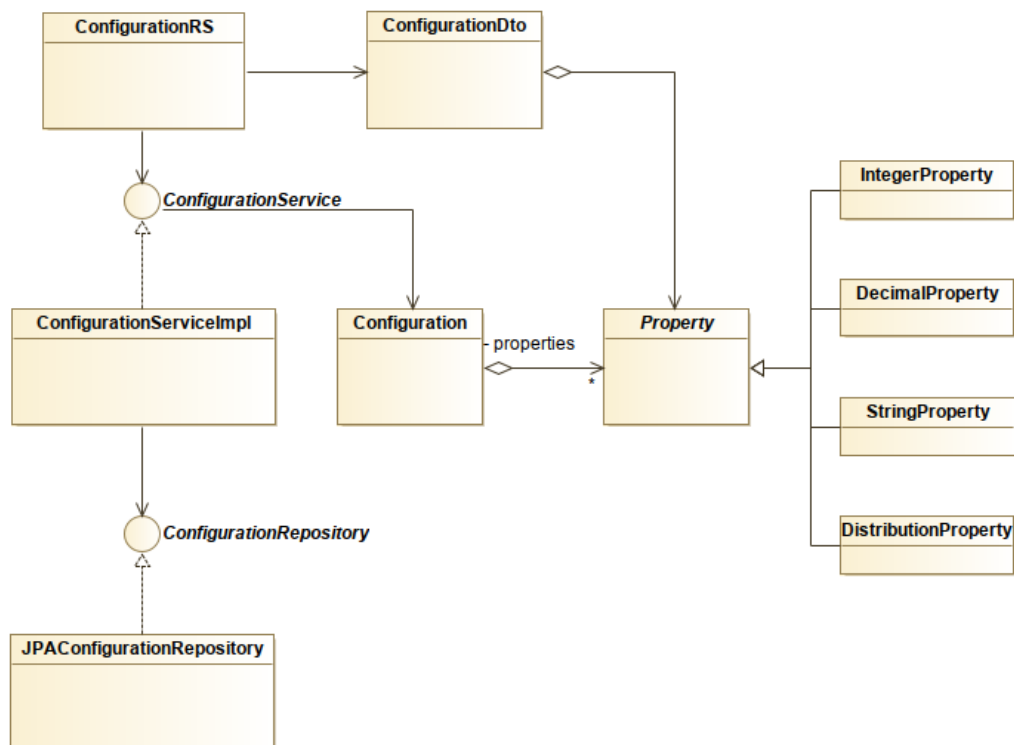 ConfigurationRS
ConfigurationDto
IntegerProperty
ConfigurationService
DecimalProperty
ConfigurationServiceImpl
Configuration
Property
- properties
*
StringProperty
ConfigurationRepository
DistributionProperty
JPAConfigurationRepository